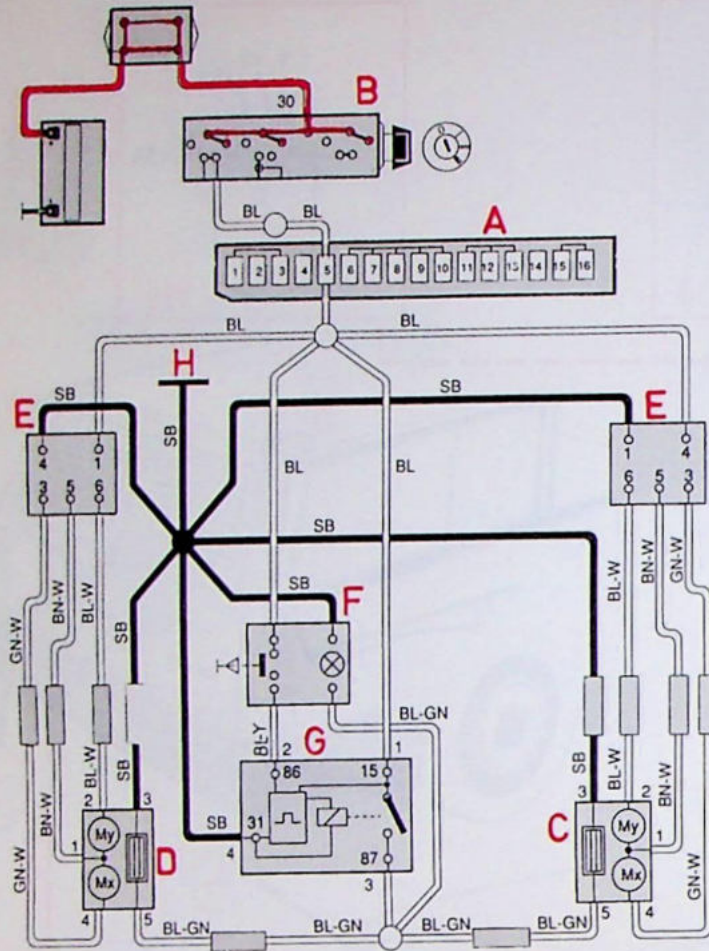 B
30
BL BL
A
1 2 3 4 5 6 7 8 9 10 11 12 13 14 15 16
BL BL
H
E SB SB SB E
4 1 1 4
3 5 6 6 5 3
BL BL
SB
GN-W BN-W BL-W SB SB F BL-W BN-W GN-W
BL-Y BL-GN
2 G 1
86 15
SB BL-W BN-W SB BL-W BN-W
2 3 31 3 2
My SB My
1 D 4 C 1
Mx 87 Mx
GN-W GN-W
4 5 3 5 4
BL-GN BL-GN BL-GN BL-GN